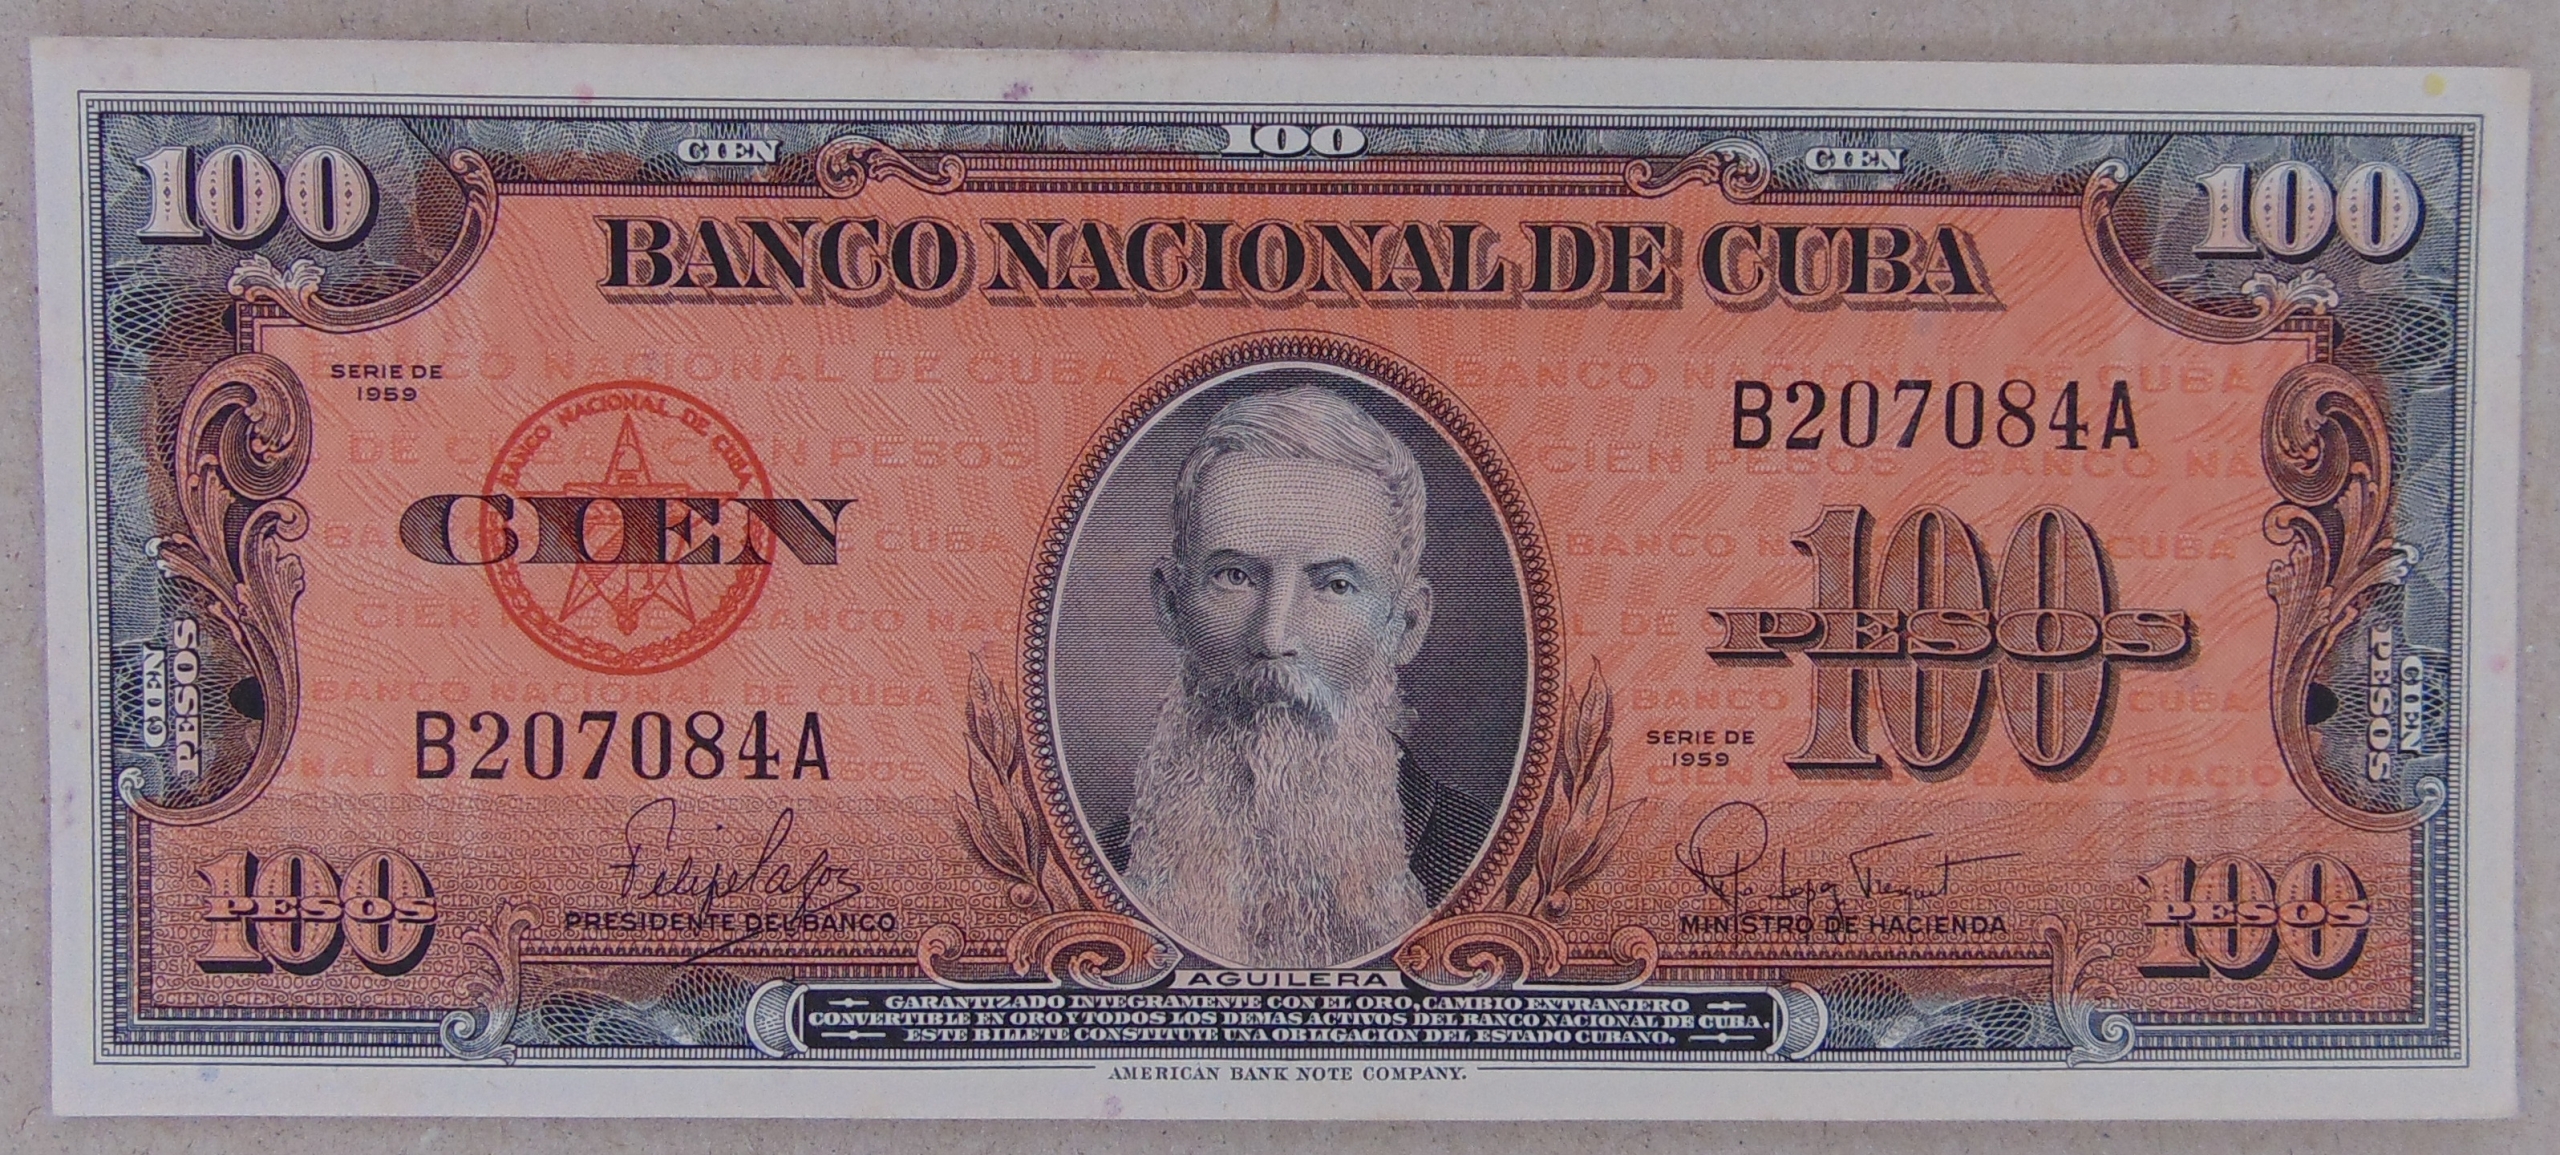 100 CIEN 100 CIEN 100
BANCO NACIONAL DE CUBA
SERIE DE
1959
BANCO NACIONAL DE CUBA
B207084A
CIEN
100
PESOS
B207084A
SERIE DE
1959
CIEN
PESOS
CIEN
PESOS
Felipe Pazos
PRESIDENTE DEL BANCO
MINISTRO DE HACIENDA
100
PESOS
100
PESOS
AGUILERA
GARANTIZADO INTEGRAMENTE CON EL ORO, CAMBIO EXTRANJERO
CONVERTIBLE EN ORO Y TODOS LOS DEMAS ACTIVOS DEL BANCO NACIONAL DE CUBA.
ESTE BILLETE CONSTITUYE UNA OBLIGACION DEL ESTADO CUBANO.
AMERICAN BANK NOTE COMPANY.